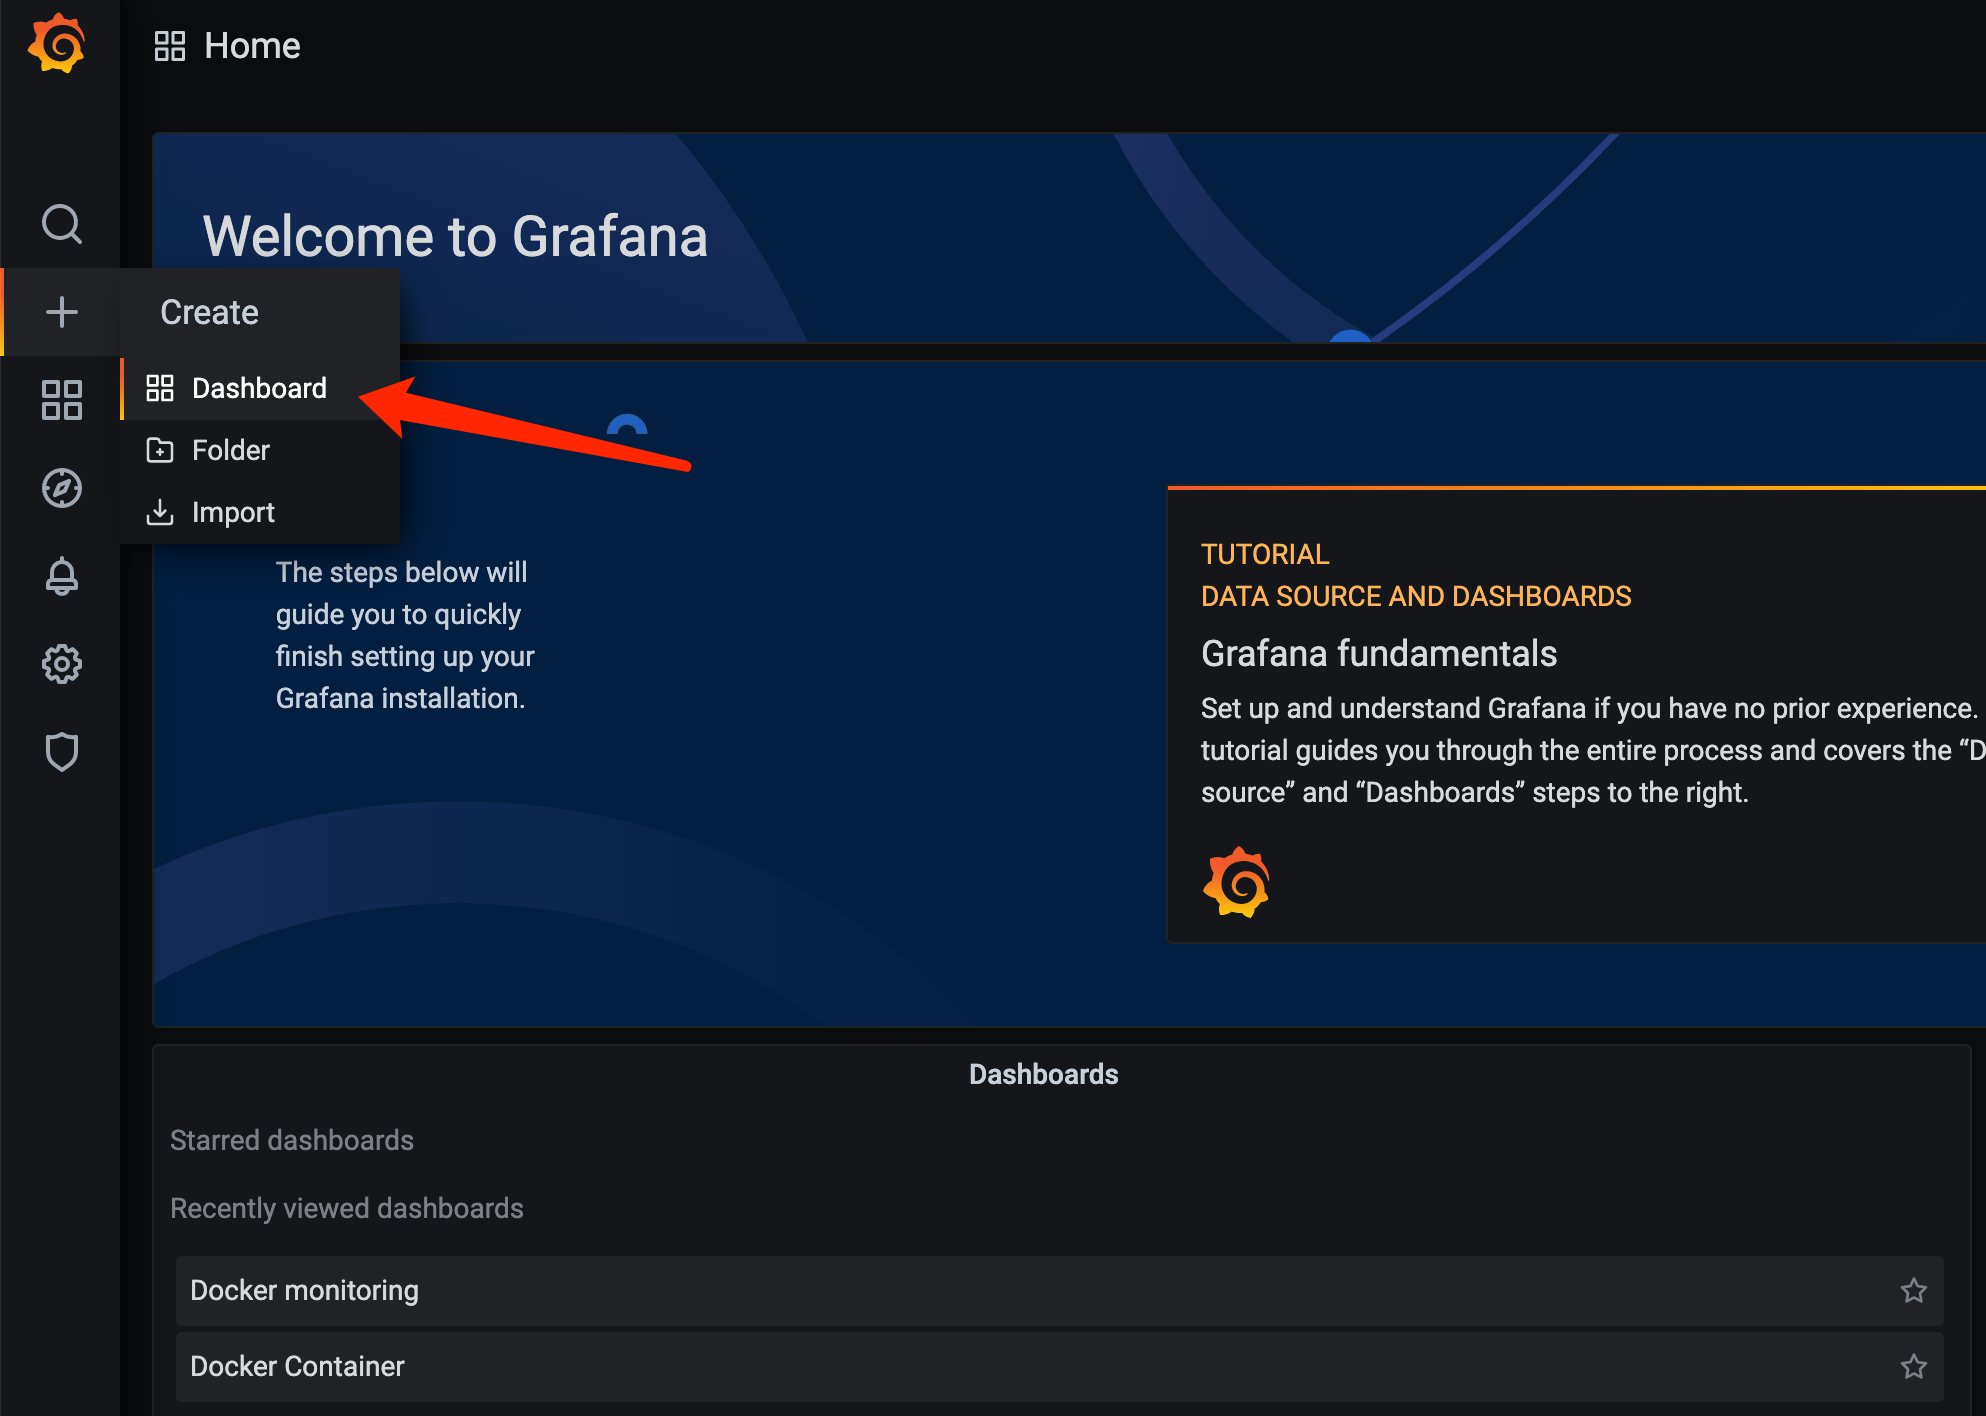 Home
Welcome to Grafana
Create
Dashboard
Folder
Import
The steps below will
guide you to quickly
finish setting up your
Grafana installation.
TUTORIAL
DATA SOURCE AND DASHBOARDS
Grafana fundamentals
Set up and understand Grafana if you have no prior experience.
tutorial guides you through the entire process and covers the “D
source” and “Dashboards” steps to the right.
Dashboards
Starred dashboards
Recently viewed dashboards
Docker monitoring
Docker Container